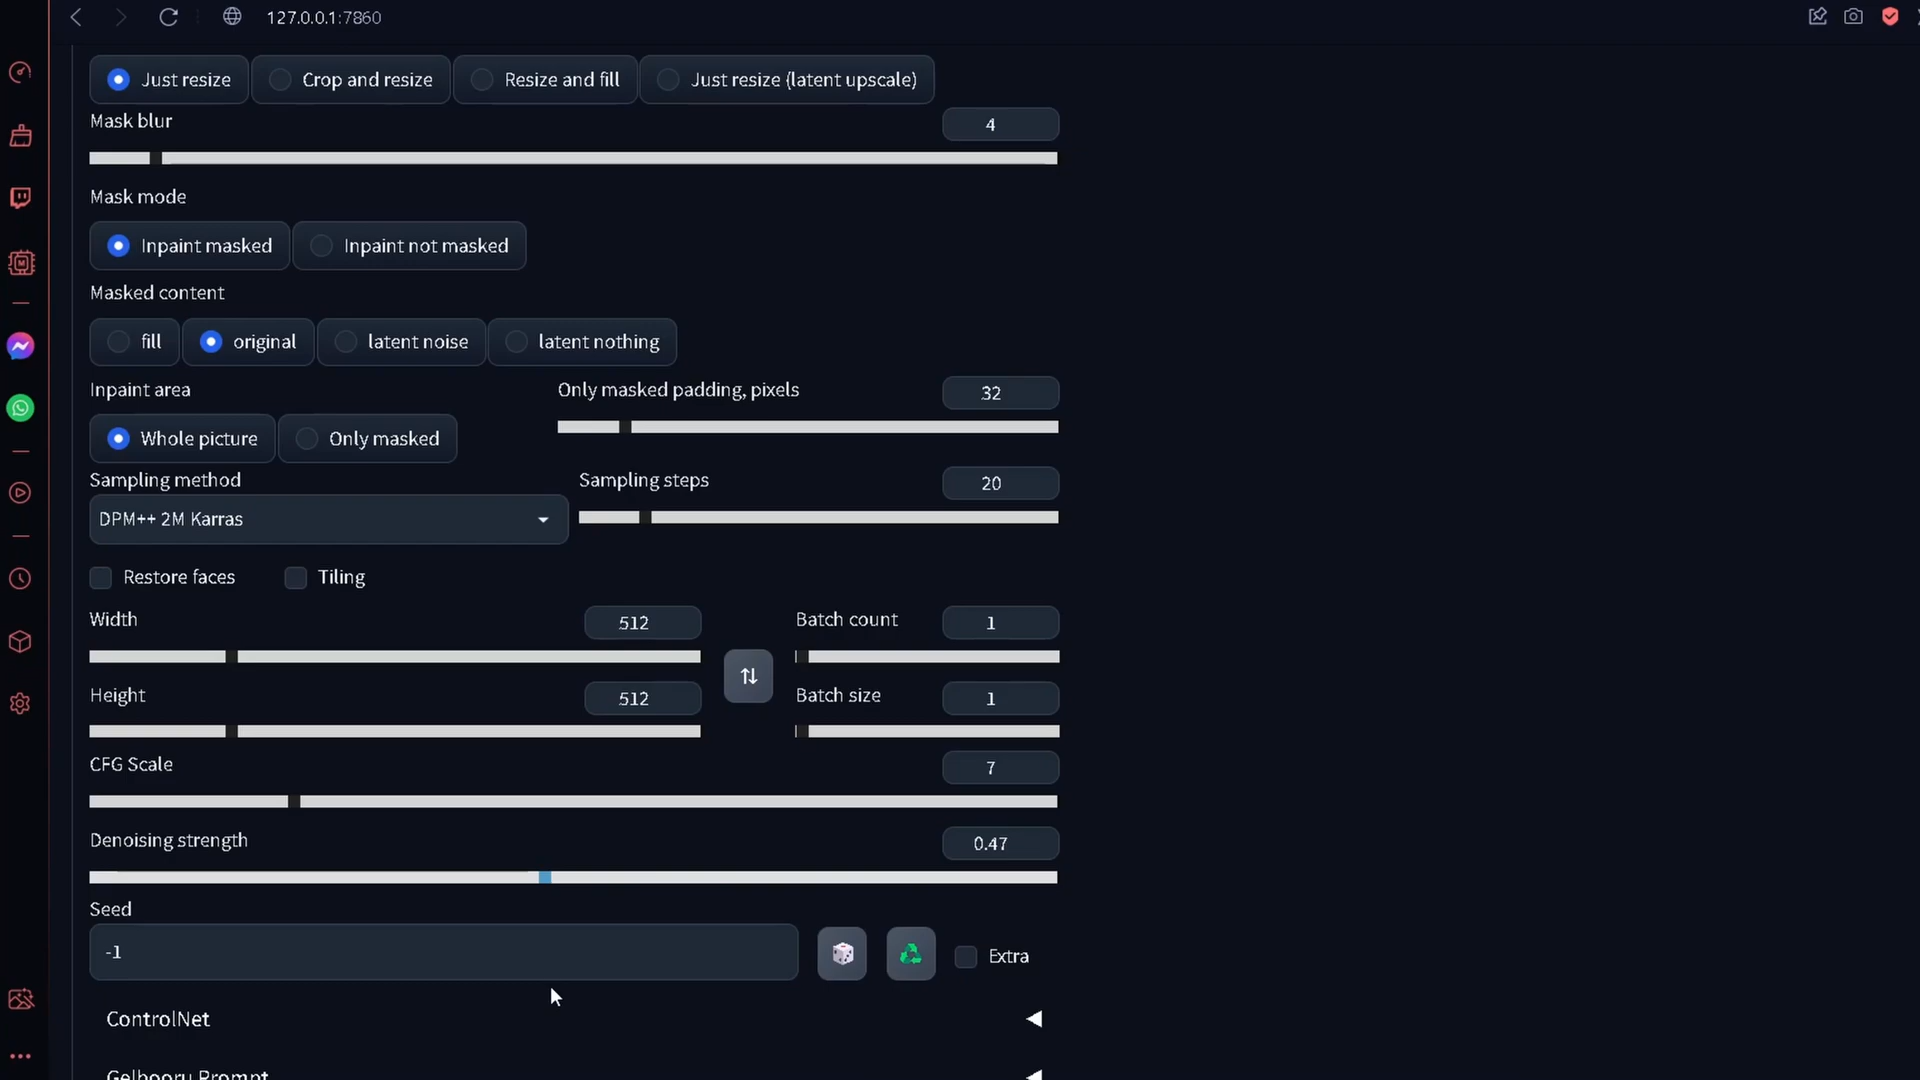 127.0.0.1:7860
Just resize Crop and resize Resize and fill Just resize (latent upscale)
Mask blur 4
Mask mode
Inpaint masked Inpaint not masked
Masked content
fill original latent noise latent nothing
Inpaint area Only masked padding, pixels 32
Whole picture Only masked
Sampling method Sampling steps 20
DPM++ 2M Karras
Restore faces Tiling
Width 512 Batch count 1
Height 512 Batch size 1
CFG Scale 7
Denoising strength 0.47
Seed
-1 Extra
ControlNet
Gelbooru Prompt